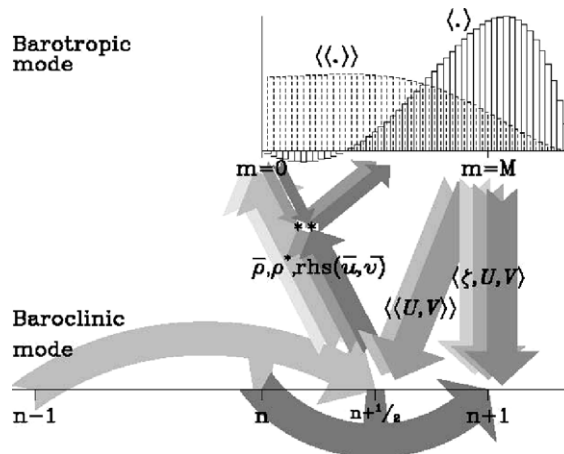 Barotropic
mode
⟨⟨.⟩⟩
⟨.⟩
m=0
m=M
**
ρ̅,ρ*,rhs(u̅,v̅)
⟨⟨U,V⟩⟩
⟨ζ,U,V⟩
Baroclinic
mode
n−1
n
n+1/2
n+1